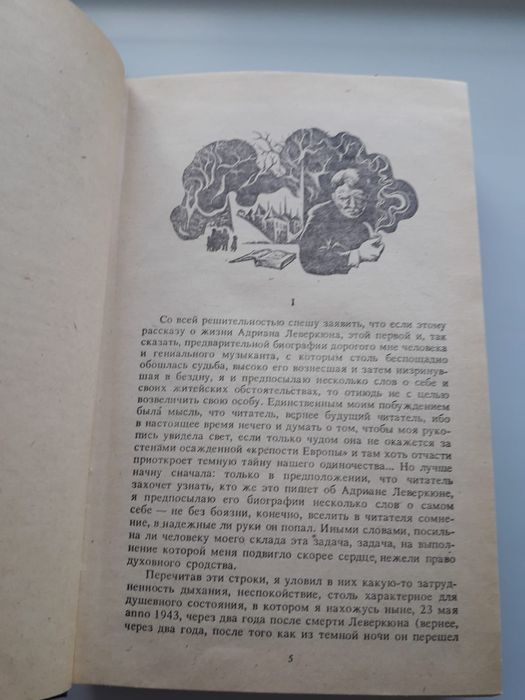 I
Со всей решительностью спешу заявить, что если этому
рассказу о жизни Адриана Леверкюна, этой первой и, так
сказать, предварительной биографии дорогого мне человека
и гениального музыканта, с которым столь беспощадно
обошлась судьба, высоко его вознесшая и затем низринув-
шая в бездну, я и предпосылаю несколько слов о себе и
своих житейских обстоятельствах, то отнюдь не с целью
возвеличить свою особу. Единственным моим побуждением
была мысль, что читатель, вернее будущий читатель, ибо
в настоящее время нечего и думать о том, чтобы моя руко-
пись увидела свет, если только чудом она не окажется за
стенами осажденной «крепости Европы» и там хоть отчасти
приоткроет темную тайну нашего одиночества... Но лучше
начну сначала: только в предположении, что читатель
захочет узнать, кто же это пишет об Адриане Леверкюне,
я предпосылаю его биографии несколько слов о самом
себе — не без боязни, конечно, вселить в читателя сомне-
ние, в надежные ли руки он попал. Иными словами, посиль-
на ли человеку моего склада эта задача, задача, на выпол-
нение которой меня подвигло скорее сердце, нежели право
духовного сродства.
Перечитав эти строки, я уловил в них какую-то затруд-
ненность дыхания, неспокойствие, столь характерное для
душевного состояния, в котором я нахожусь ныне, 23 мая
anno 1943, через два года после смерти Леверкюна (вернее,
через два года, после того как из темной ночи он перешел
5